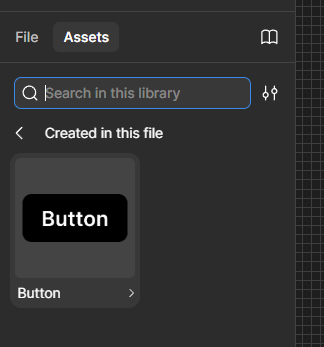 File
Assets
Search in this library
Created in this file
Button
Button